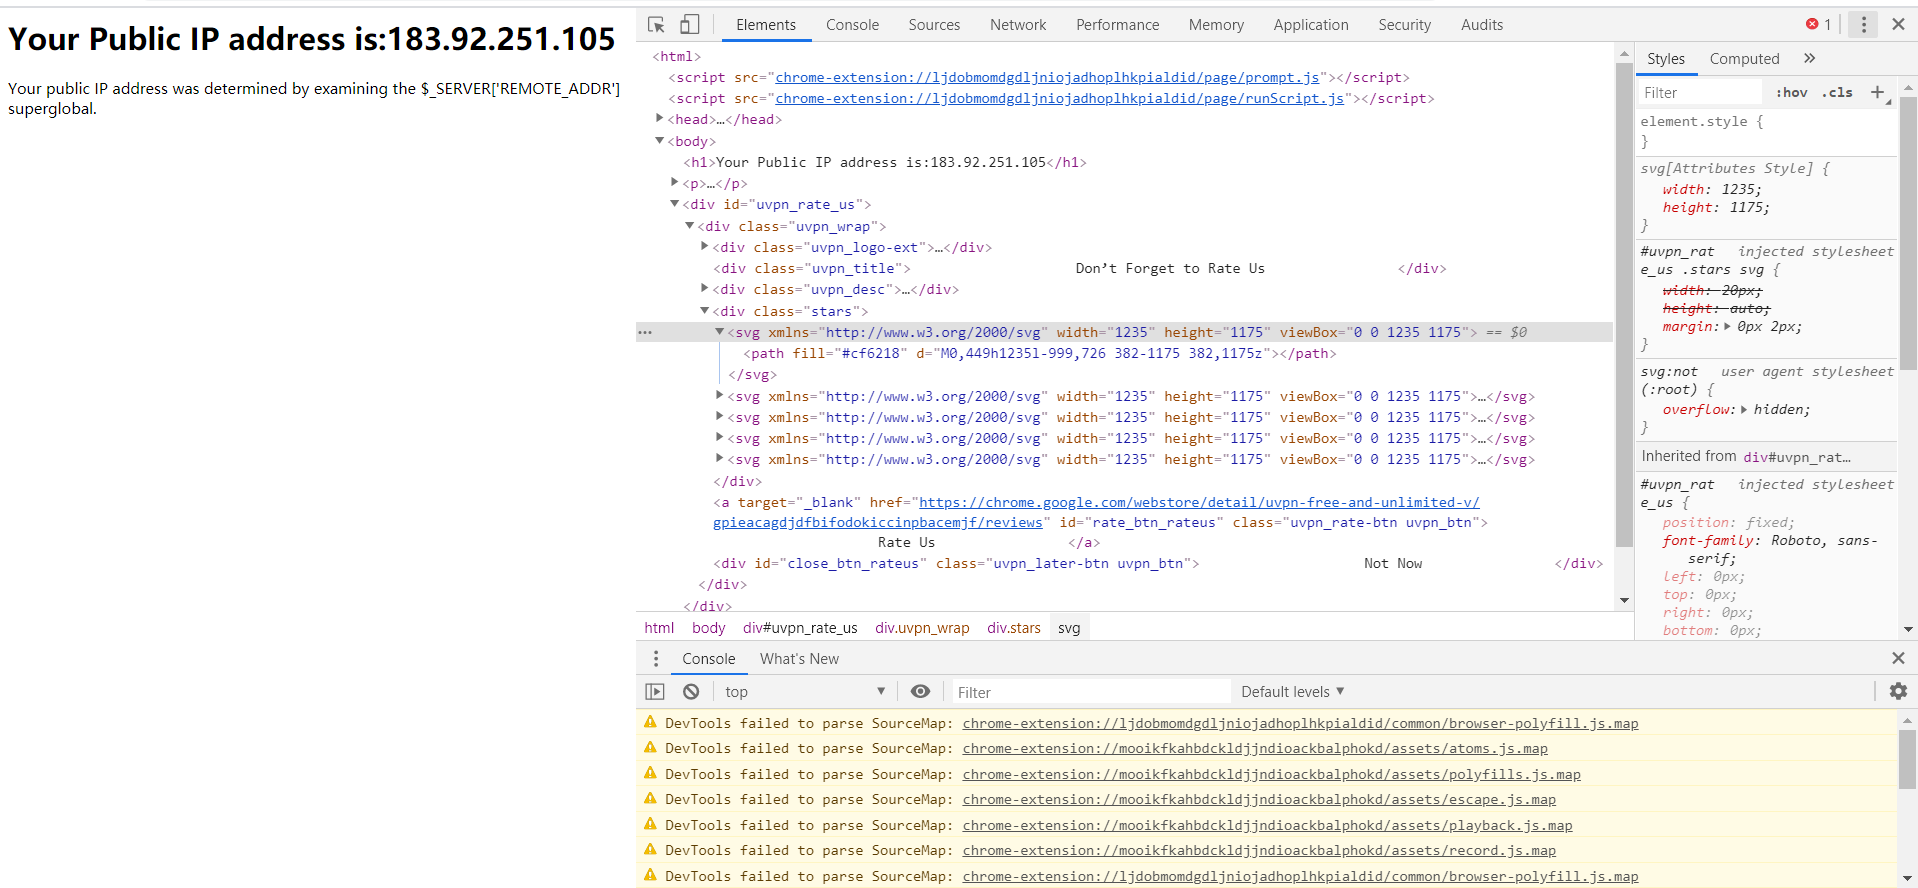 Your Public IP address is:183.92.251.105
Your public IP address was determined by examining the $_SERVER['REMOTE_ADDR']
superglobal.
Elements Console Sources Network Performance Memory Application Security Audits 1
<html>
<script src="chrome-extension://ljdobmomdgdljniojadhoplhkpialdid/page/prompt.js"></script>
<script src="chrome-extension://ljdobmomdgdljniojadhoplhkpialdid/page/runScript.js"></script>
<head>…</head>
<body>
<h1>Your Public IP address is:183.92.251.105</h1>
<p>…</p>
<div id="uvpn_rate_us">
<div class="uvpn_wrap">
<div class="uvpn_logo-ext">…</div>
<div class="uvpn_title"> Don’t Forget to Rate Us </div>
<div class="uvpn_desc">…</div>
<div class="stars">
<svg xmlns="http://www.w3.org/2000/svg" width="1235" height="1175" viewBox="0 0 1235 1175"> == $0
<path fill="#cf6218" d="M0,449h1235l-999,726 382-1175 382,1175z"></path>
</svg>
<svg xmlns="http://www.w3.org/2000/svg" width="1235" height="1175" viewBox="0 0 1235 1175">…</svg>
<svg xmlns="http://www.w3.org/2000/svg" width="1235" height="1175" viewBox="0 0 1235 1175">…</svg>
<svg xmlns="http://www.w3.org/2000/svg" width="1235" height="1175" viewBox="0 0 1235 1175">…</svg>
<svg xmlns="http://www.w3.org/2000/svg" width="1235" height="1175" viewBox="0 0 1235 1175">…</svg>
</div>
<a target="_blank" href="https://chrome.google.com/webstore/detail/uvpn-free-and-unlimited-v/
gpieacagdjdfbifodokiccinpbacemjf/reviews" id="rate_btn_rateus" class="uvpn_rate-btn uvpn_btn">
Rate Us </a>
<div id="close_btn_rateus" class="uvpn_later-btn uvpn_btn"> Not Now </div>
</div>
</div>
html body div#uvpn_rate_us div.uvpn_wrap div.stars svg
Styles Computed »
Filter :hov .cls +
element.style {
}
svg[Attributes Style] {
width: 1235;
height: 1175;
}
#uvpn_rat injected stylesheet
e_us .stars svg {
width: 20px;
height: auto;
margin: 0px 2px;
}
svg:not user agent stylesheet
(:root) {
overflow: hidden;
}
Inherited from div#uvpn_rat…
#uvpn_rat injected stylesheet
e_us {
position: fixed;
font-family: Roboto, sans-
serif;
left: 0px;
top: 0px;
right: 0px;
bottom: 0px;
Console What's New
top Filter Default levels
DevTools failed to parse SourceMap: chrome-extension://ljdobmomdgdljniojadhoplhkpialdid/common/browser-polyfill.js.map
DevTools failed to parse SourceMap: chrome-extension://mooikfkahbdckldjjndioackbalphokd/assets/atoms.js.map
DevTools failed to parse SourceMap: chrome-extension://mooikfkahbdckldjjndioackbalphokd/assets/polyfills.js.map
DevTools failed to parse SourceMap: chrome-extension://mooikfkahbdckldjjndioackbalphokd/assets/escape.js.map
DevTools failed to parse SourceMap: chrome-extension://mooikfkahbdckldjjndioackbalphokd/assets/playback.js.map
DevTools failed to parse SourceMap: chrome-extension://mooikfkahbdckldjjndioackbalphokd/assets/record.js.map
DevTools failed to parse SourceMap: chrome-extension://ljdobmomdgdljniojadhoplhkpialdid/common/browser-polyfill.js.map